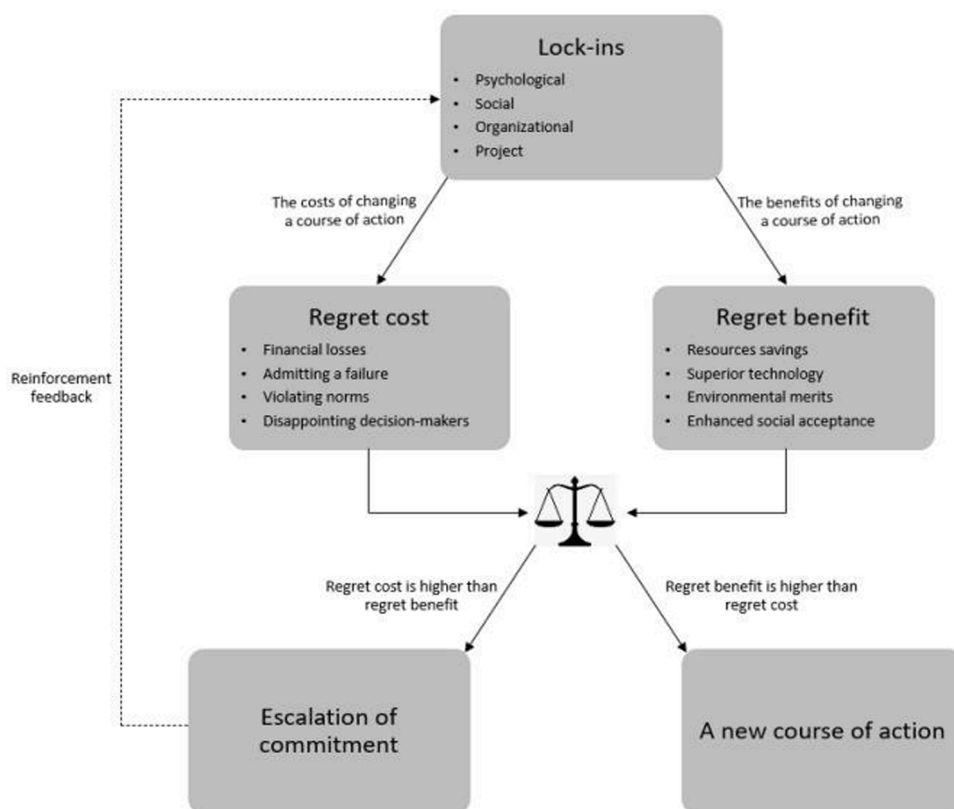 Lock-ins
• Psychological
• Social
• Organizational
• Project
The costs of changing
a course of action
The benefits of changing
a course of action
Regret cost
• Financial losses
• Admitting a failure
• Violating norms
• Disappointing decision-makers
Regret benefit
• Resources savings
• Superior technology
• Environmental merits
• Enhanced social acceptance
Reinforcement
feedback
Regret cost is higher than
regret benefit
Regret benefit is higher than
regret cost
Escalation of
commitment
A new course of action